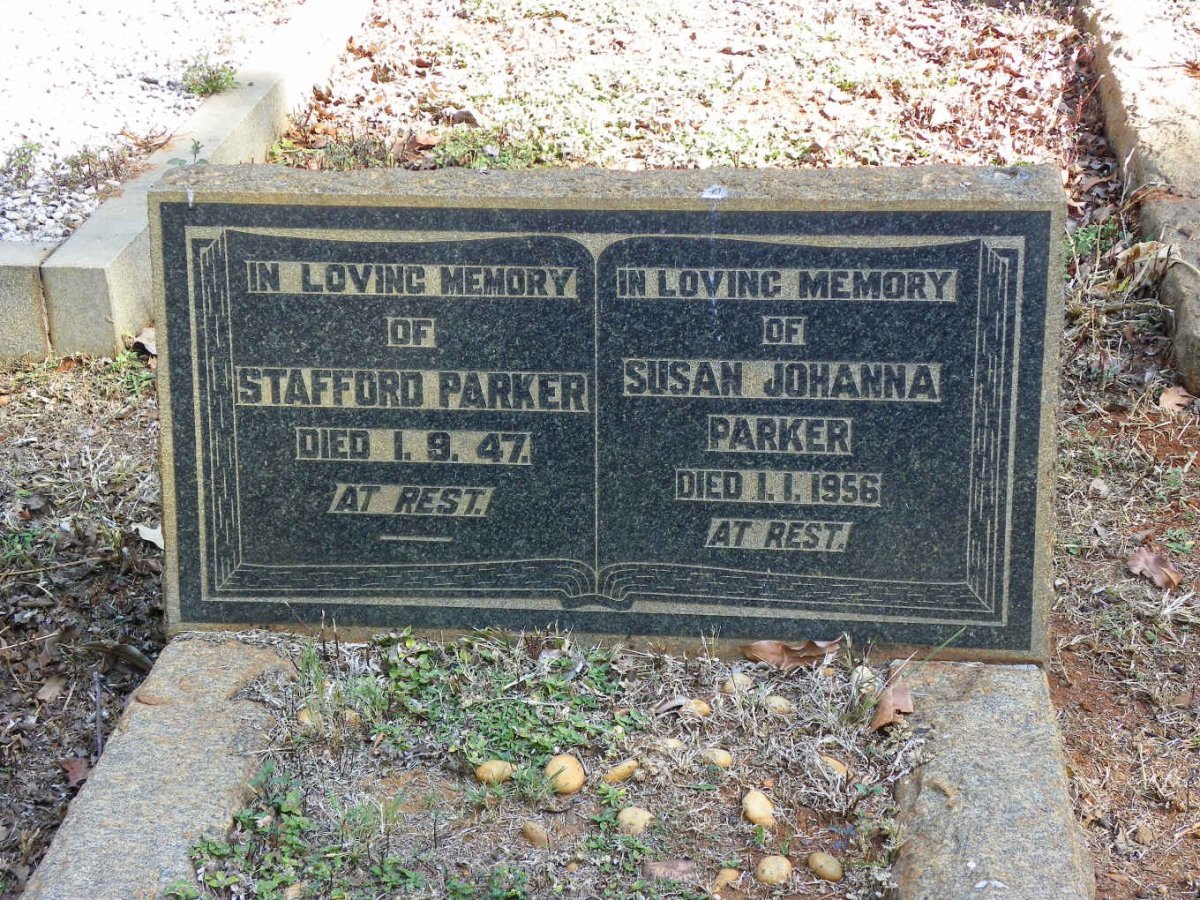 IN LOVING MEMORY
OF
STAFFORD PARKER
DIED 1. 9. 47.
AT REST.
IN LOVING MEMORY
OF
SUSAN JOHANNA
PARKER
DIED 1. 1. 1956
AT REST.